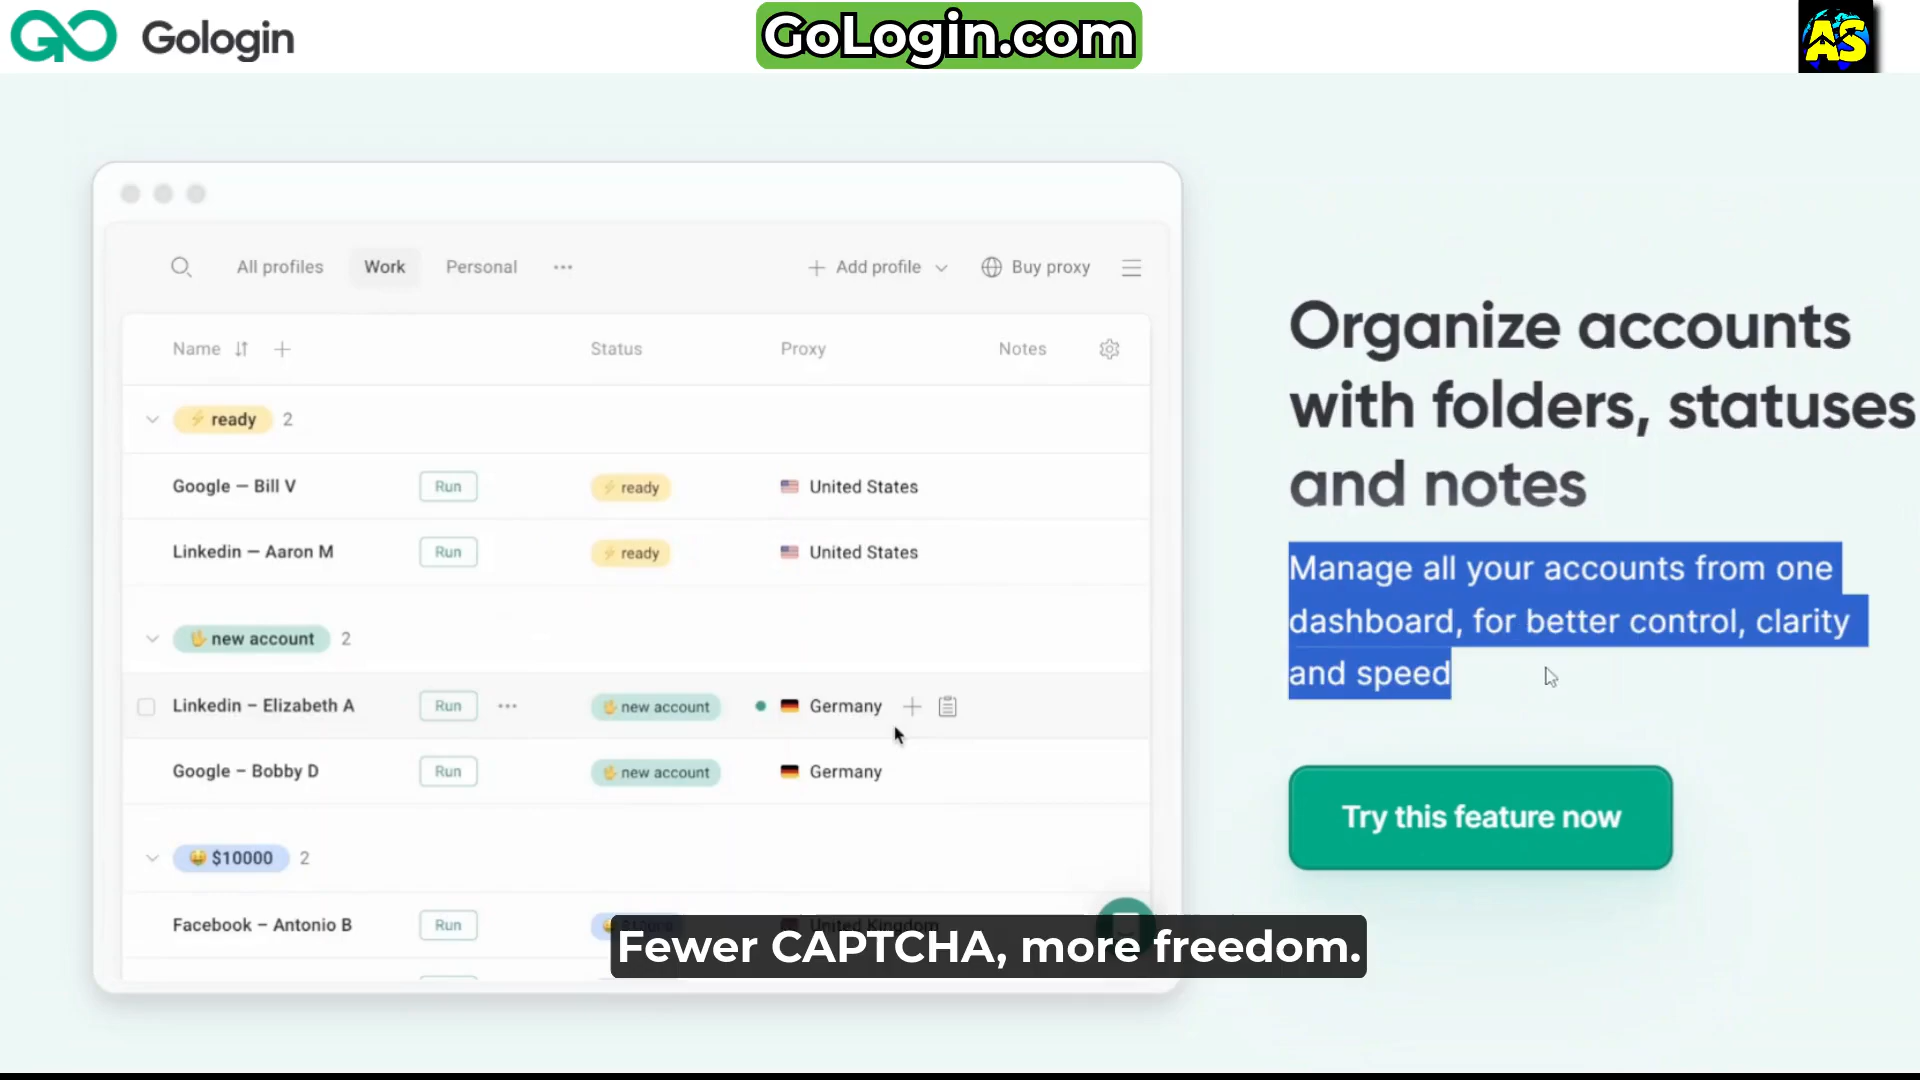 Gologin
GoLogin.com
AS
All profiles
Work
Personal
Add profile
Buy proxy
Name
Status
Proxy
Notes
ready 2
Google – Bill V
Run
ready
United States
Linkedin – Aaron M
Run
ready
United States
new account 2
Linkedin – Elizabeth A
Run
new account
Germany
Google – Bobby D
Run
new account
Germany
$10000 2
Facebook – Antonio B
Run
United Kingdom
Organize accounts
with folders, statuses
and notes
Manage all your accounts from one
dashboard, for better control, clarity
and speed
Try this feature now
Fewer CAPTCHA, more freedom.